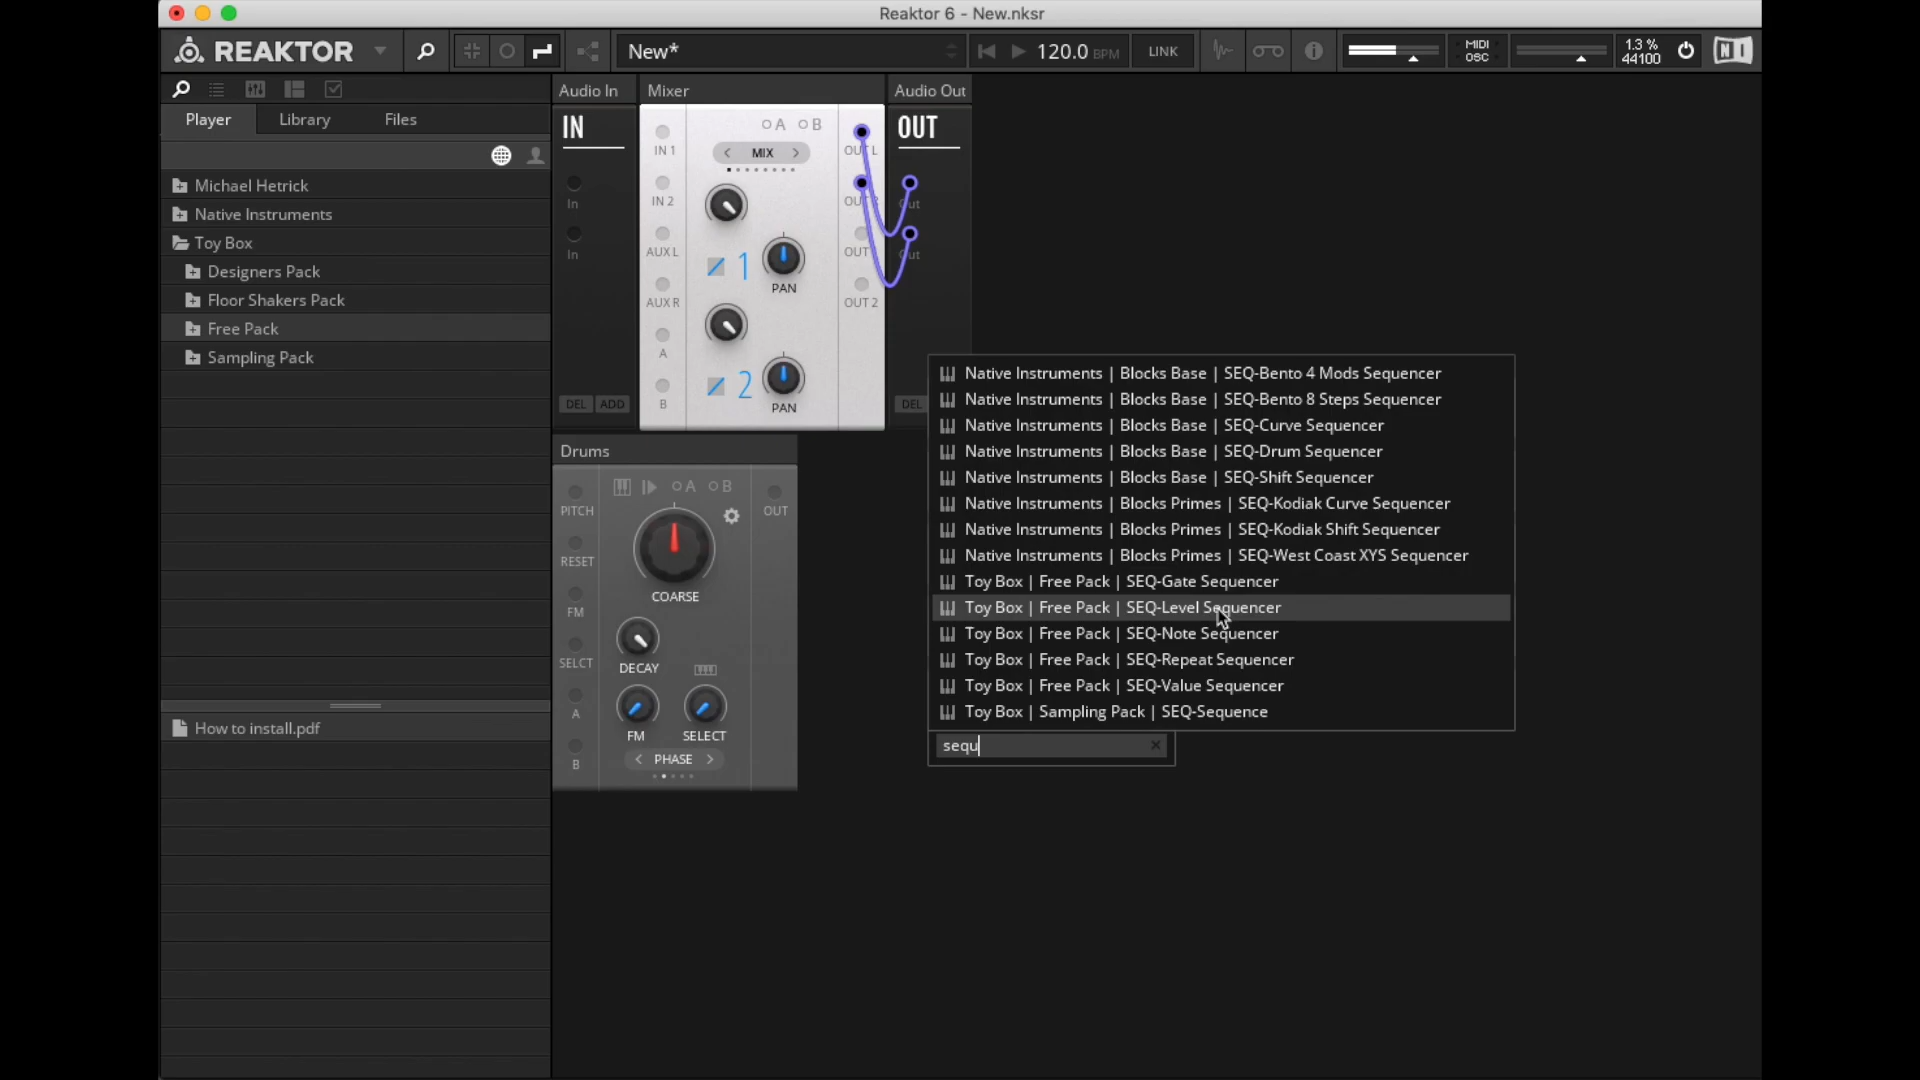 Reaktor 6 - New.nksr
REAKTOR
New*
120.0 BPM
LINK
MIDI
OSC
1.3 %
44100
NI
Player
Library
Files
Michael Hetrick
Native Instruments
Toy Box
Designers Pack
Floor Shakers Pack
Free Pack
Sampling Pack
How to install.pdf
Audio In
IN
In
In
DEL ADD
Mixer
A B
MIX
IN 1
IN 2
AUX L
AUX R
A
B
1
PAN
2
PAN
OUT L
OUT
OUT 2
Audio Out
OUT
Out
Out
DEL
Drums
A B
PITCH
RESET
FM
SELCT
A
B
OUT
COARSE
DECAY
FM
SELECT
PHASE
Native Instruments | Blocks Base | SEQ-Bento 4 Mods Sequencer
Native Instruments | Blocks Base | SEQ-Bento 8 Steps Sequencer
Native Instruments | Blocks Base | SEQ-Curve Sequencer
Native Instruments | Blocks Base | SEQ-Drum Sequencer
Native Instruments | Blocks Base | SEQ-Shift Sequencer
Native Instruments | Blocks Primes | SEQ-Kodiak Curve Sequencer
Native Instruments | Blocks Primes | SEQ-Kodiak Shift Sequencer
Native Instruments | Blocks Primes | SEQ-West Coast XYS Sequencer
Toy Box | Free Pack | SEQ-Gate Sequencer
Toy Box | Free Pack | SEQ-Level Sequencer
Toy Box | Free Pack | SEQ-Note Sequencer
Toy Box | Free Pack | SEQ-Repeat Sequencer
Toy Box | Free Pack | SEQ-Value Sequencer
Toy Box | Sampling Pack | SEQ-Sequence
sequ